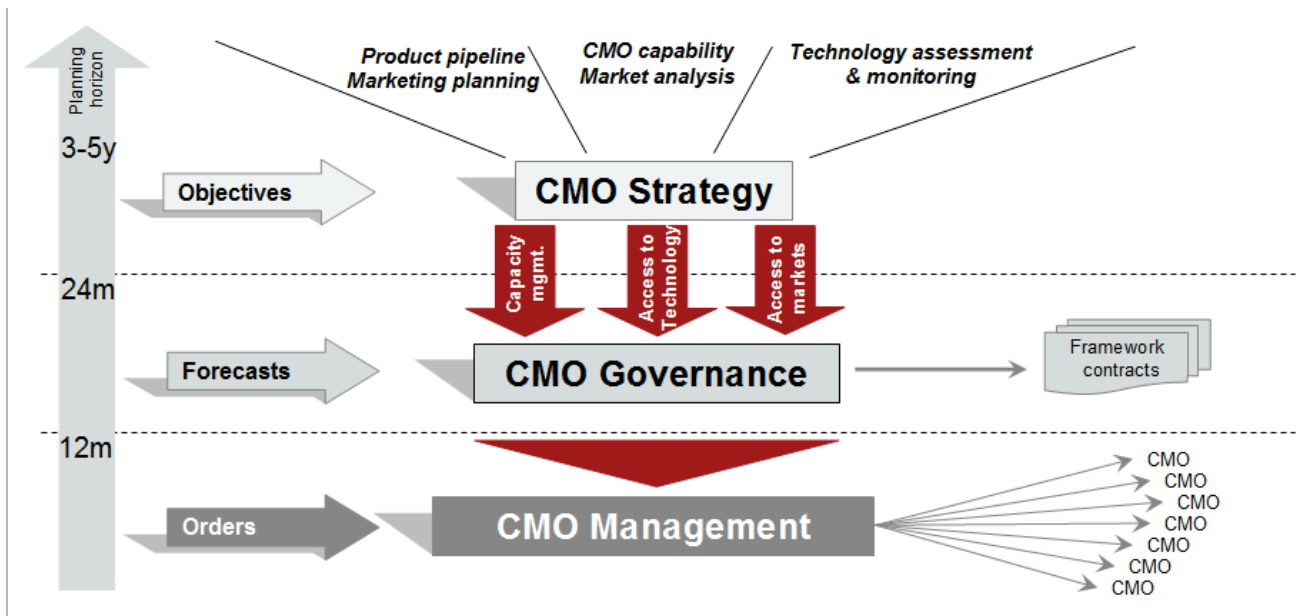 Planning
horizon
Product pipeline
Marketing planning
CMO capability
Market analysis
Technology assessment
& monitoring
3-5y
Objectives
CMO Strategy
Capacity
mgmt.
Access to
Technology
Access to
markets
24m
Forecasts
CMO Governance
Framework
contracts
12m
Orders
CMO Management
CMO
CMO
CMO
CMO
CMO
CMO
CMO